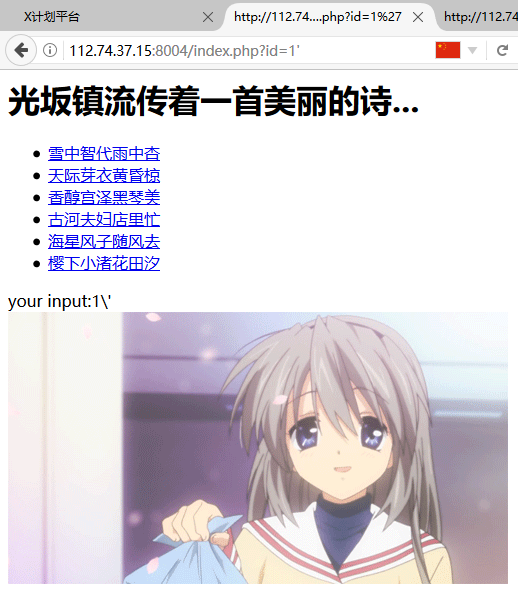 X计划平台
http://112.74....php?id=1%27
http://112.74
112.74.37.15:8004/index.php?id=1'
光坂镇流传着一首美丽的诗...
雪中智代雨中杏
天际芽衣黄昏椋
香醇宫泽黑琴美
古河夫妇店里忙
海星风子随风去
樱下小渚花田汐
your input:1\'